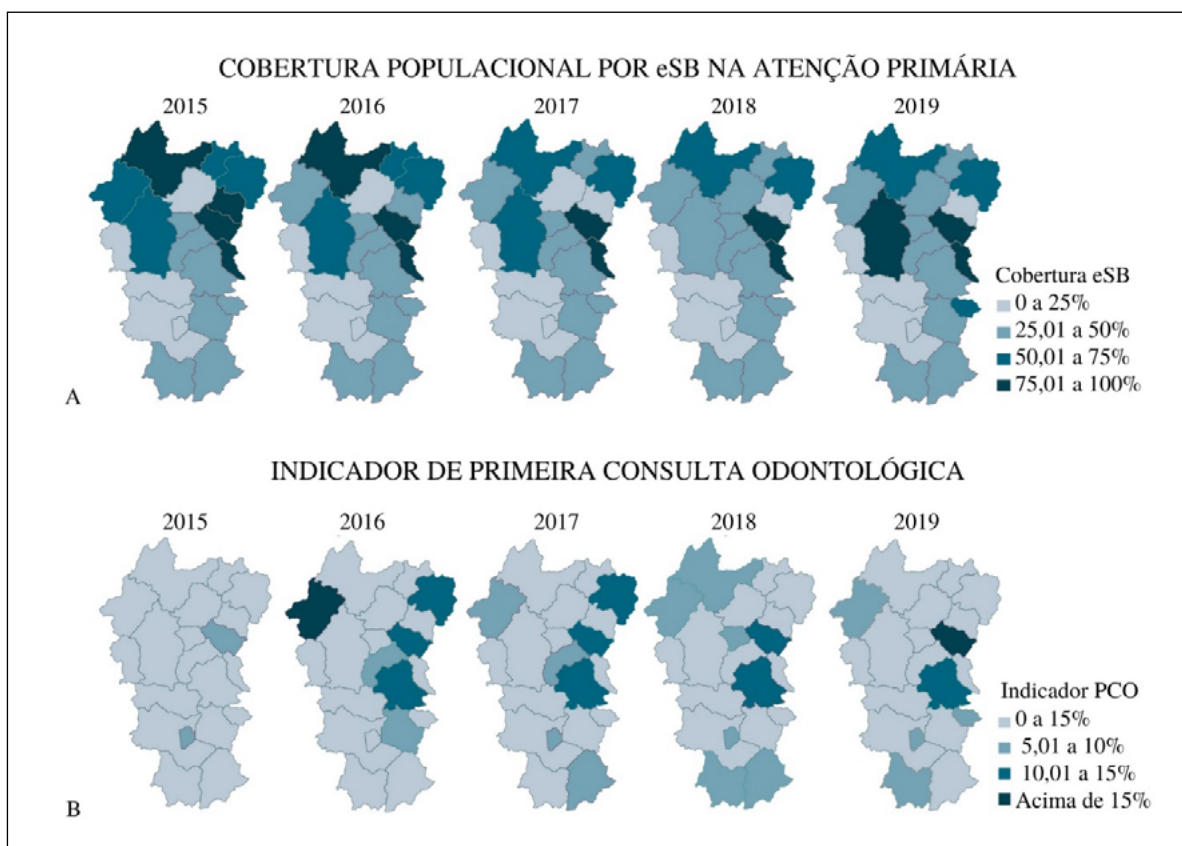 COBERTURA POPULACIONAL POR eSB NA ATENÇÃO PRIMÁRIA
2015 2016 2017 2018 2019
Cobertura eSB
0 a 25%
25,01 a 50%
50,01 a 75%
75,01 a 100%
A
INDICADOR DE PRIMEIRA CONSULTA ODONTOLÓGICA
2015 2016 2017 2018 2019
Indicador PCO
0 a 15%
5,01 a 10%
10,01 a 15%
Acima de 15%
B